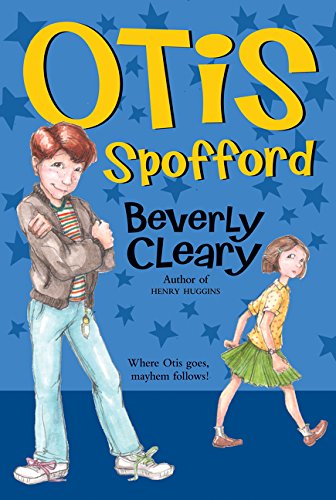 OTiS
Spofford
Beverly
Cleary
Author of
HENRY HUGGINS
Where Otis goes,
mayhem follows!